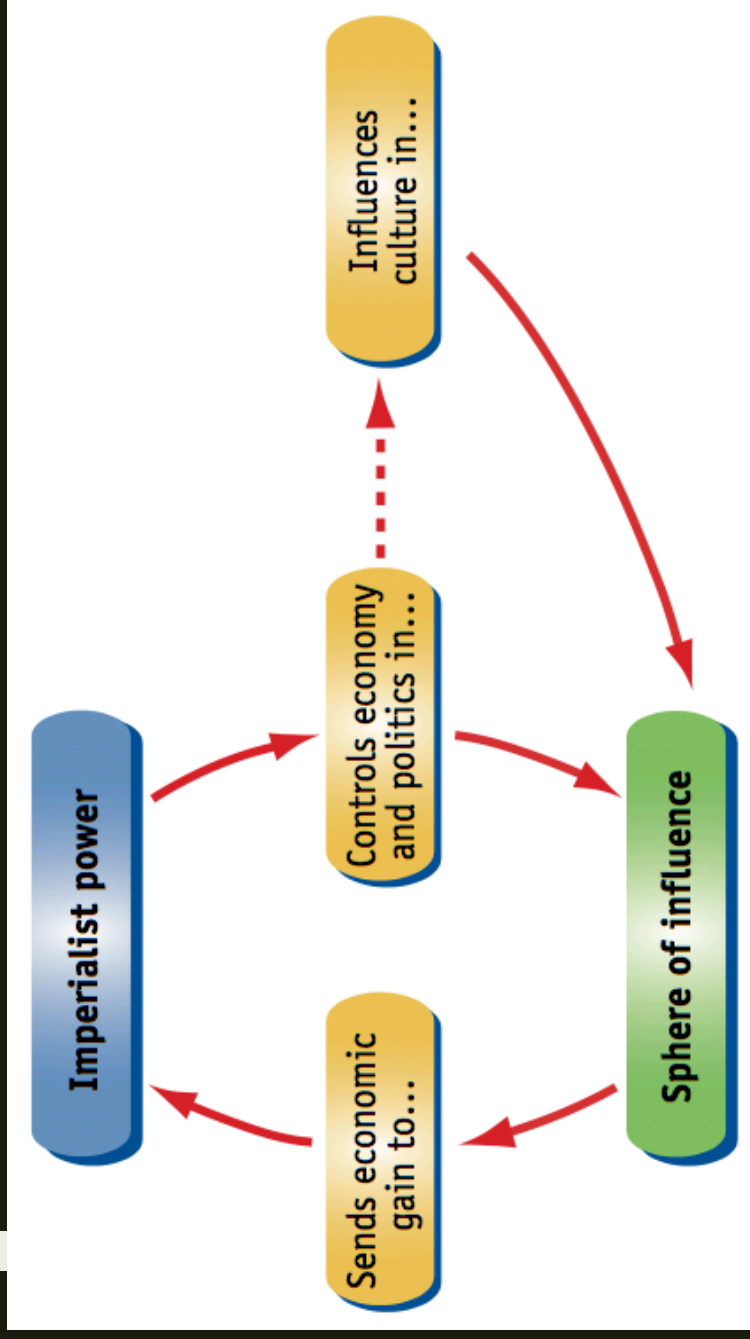 Imperialist power
Sends economic
gain to...
Controls economy
and politics in...
Influences
culture in...
Sphere of influence